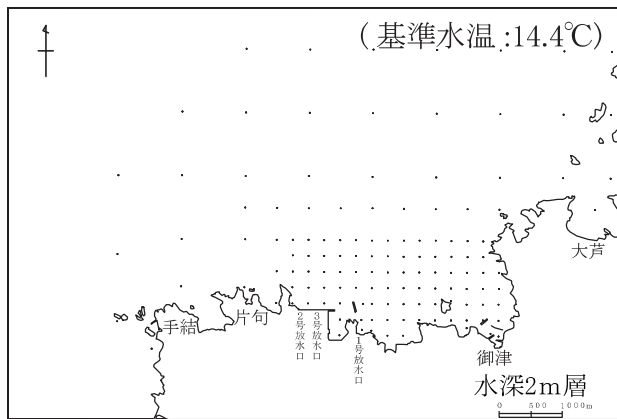 (基準水温:14.4℃)
大芦
手結
片句
2号放水口
3号放水口
1号放水口
御津
水深2m層
0 500 1000m